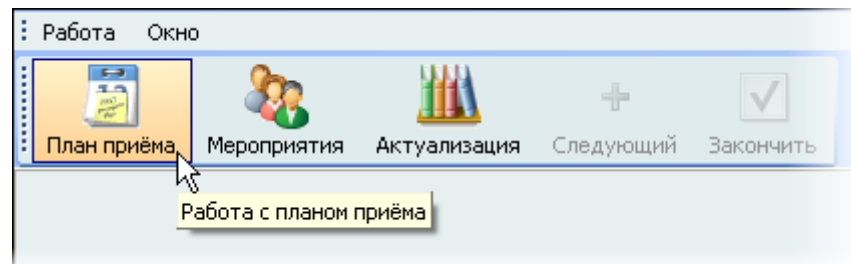 Работа Окно
План приёма Мероприятия Актуализация Следующий Закончить
Работа с планом приёма